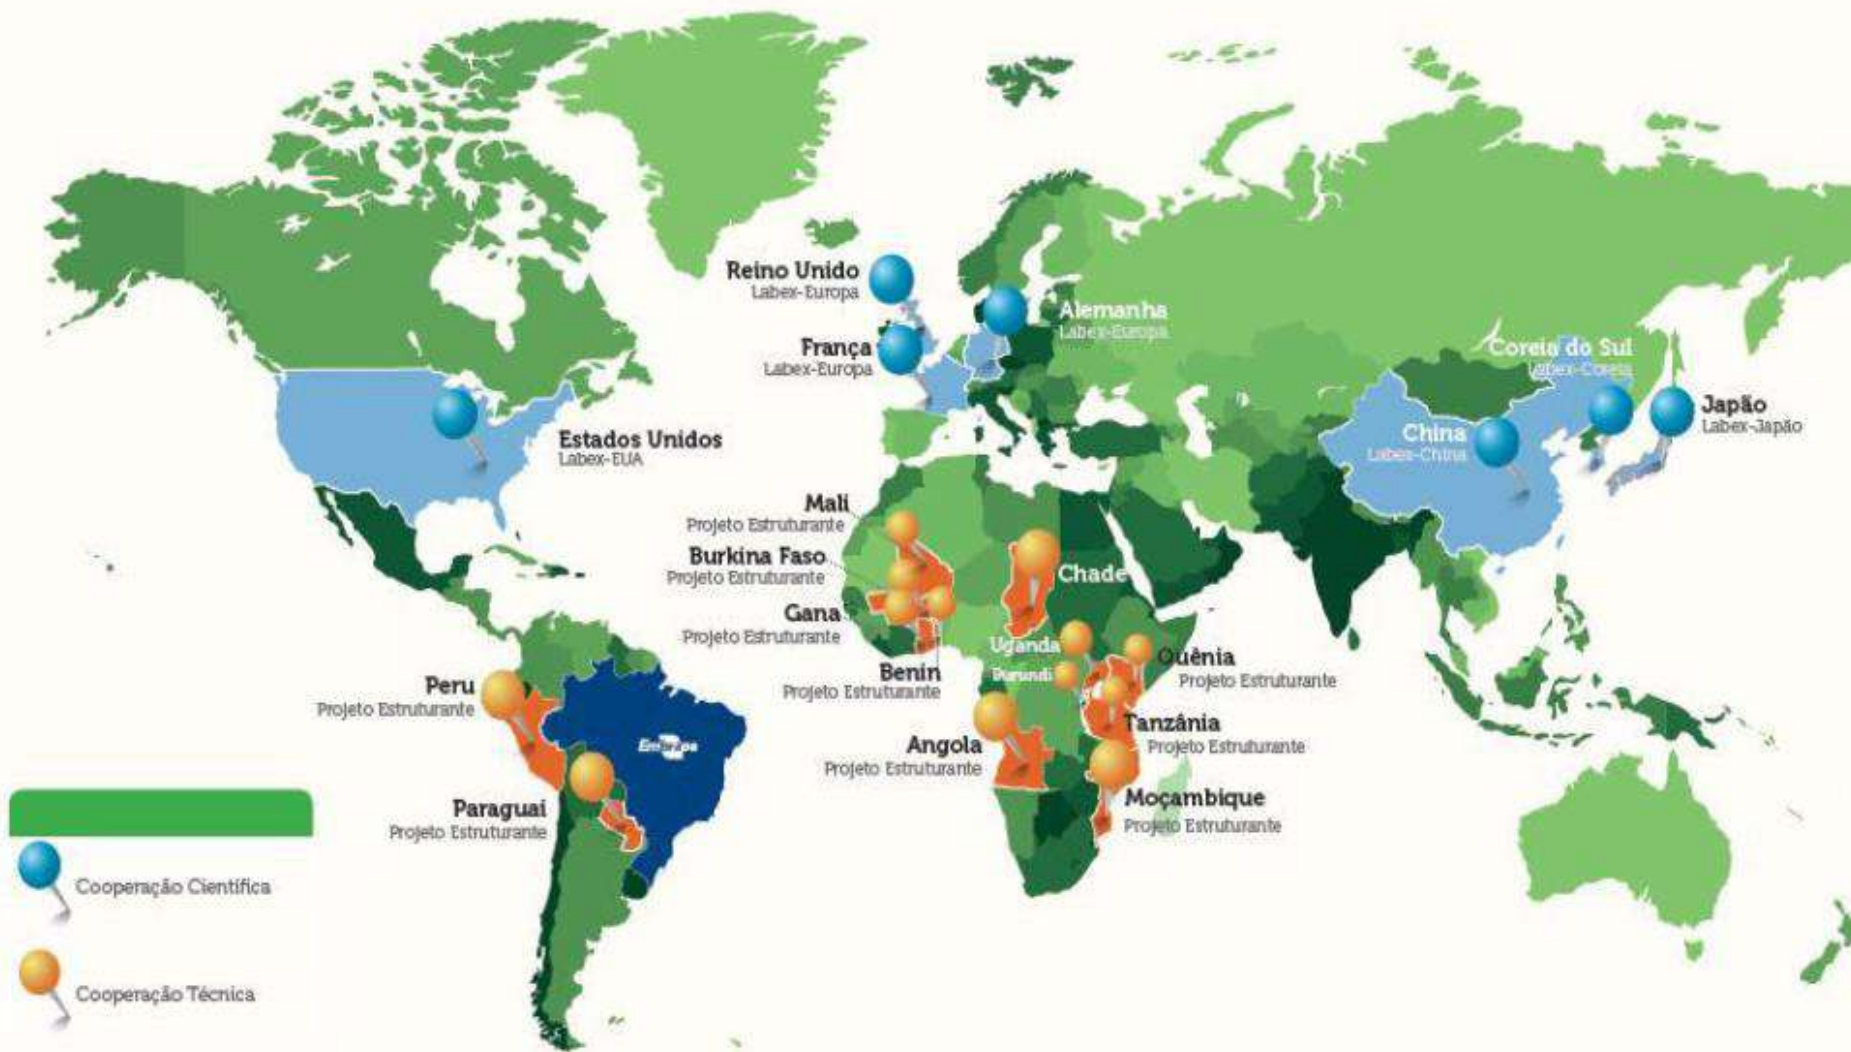 Reino Unido
Labex-Europa
França
Labex-Europa
Alemanha
Labex-Europa
Estados Unidos
Labex-EUA
Coreia do Sul
Labex-Coreia
Japão
Labex-Japão
China
Labex-China
Mali
Projeto Estruturante
Burkina Faso
Projeto Estruturante
Gana
Projeto Estruturante
Benin
Projeto Estruturante
Chade
Uganda
Burundi
Quênia
Projeto Estruturante
Tanzânia
Projeto Estruturante
Angola
Projeto Estruturante
Moçambique
Projeto Estruturante
Peru
Projeto Estruturante
Embrapa
Paraguai
Projeto Estruturante
Cooperação Científica
Cooperação Técnica